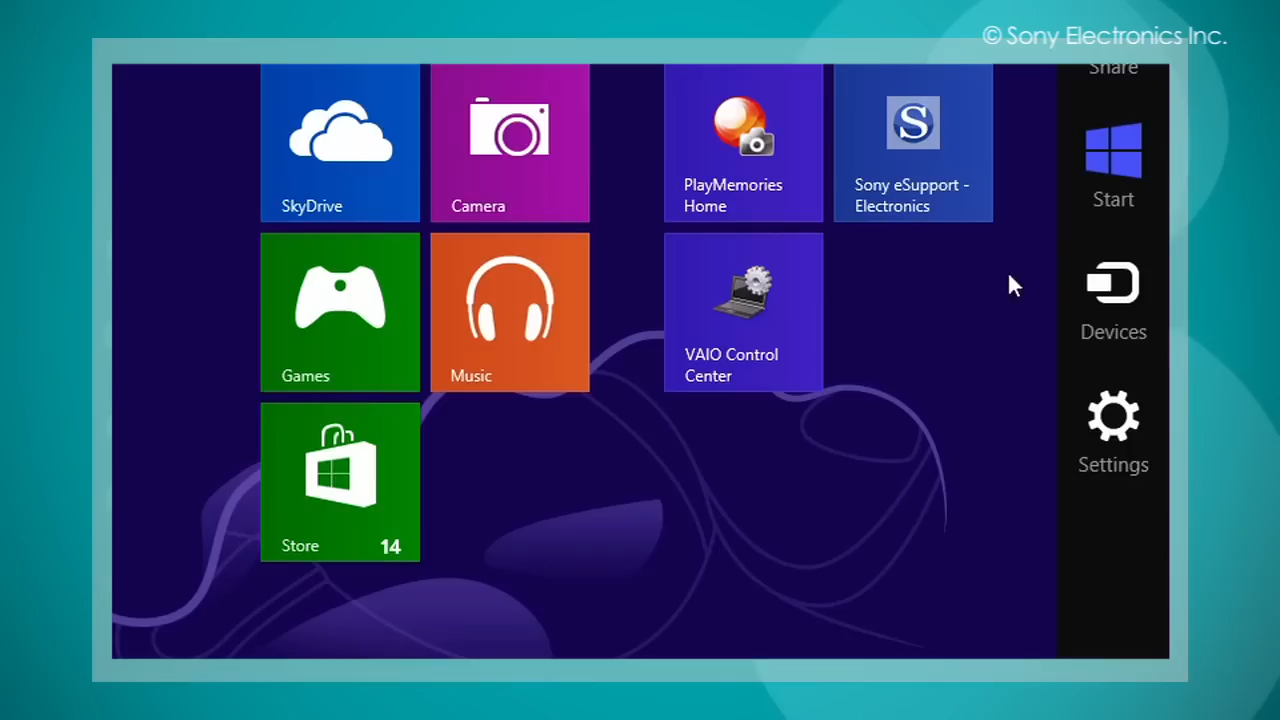 © Sony Electronics Inc.
Share
SkyDrive
Camera
PlayMemories
Home
Sony eSupport -
Electronics
Start
Games
Music
VAIO Control
Center
Devices
Store 14
Settings